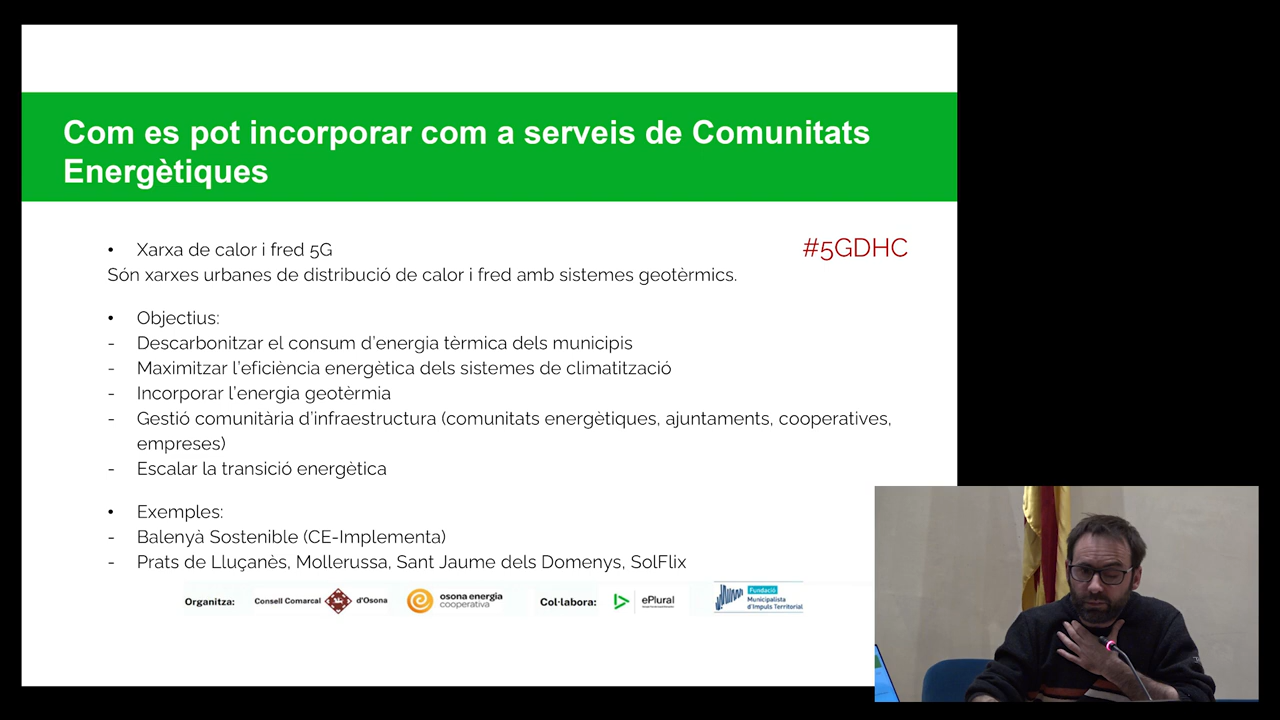 Com es pot incorporar com a serveis de Comunitats
Energètiques
• Xarxa de calor i fred 5G
#5GDHC
Són xarxes urbanes de distribució de calor i fred amb sistemes geotèrmics.
• Objectius:
- Descarbonitzar el consum d'energia tèrmica dels municipis
- Maximitzar l'eficiència energètica dels sistemes de climatització
- Incorporar l'energia geotèrmia
- Gestió comunitària d'infraestructura (comunitats energètiques, ajuntaments, cooperatives,
empreses)
- Escalar la transició energètica
• Exemples:
- Balenyà Sostenible (CE-Implementa)
- Prats de Lluçanès, Mollerussa, Sant Jaume dels Domenys, SolFlix
Organitza: Consell Comarcal d'Osona osona energia cooperativa Col·labora: ePlural Fundació Municipalista d'Impuls Territorial